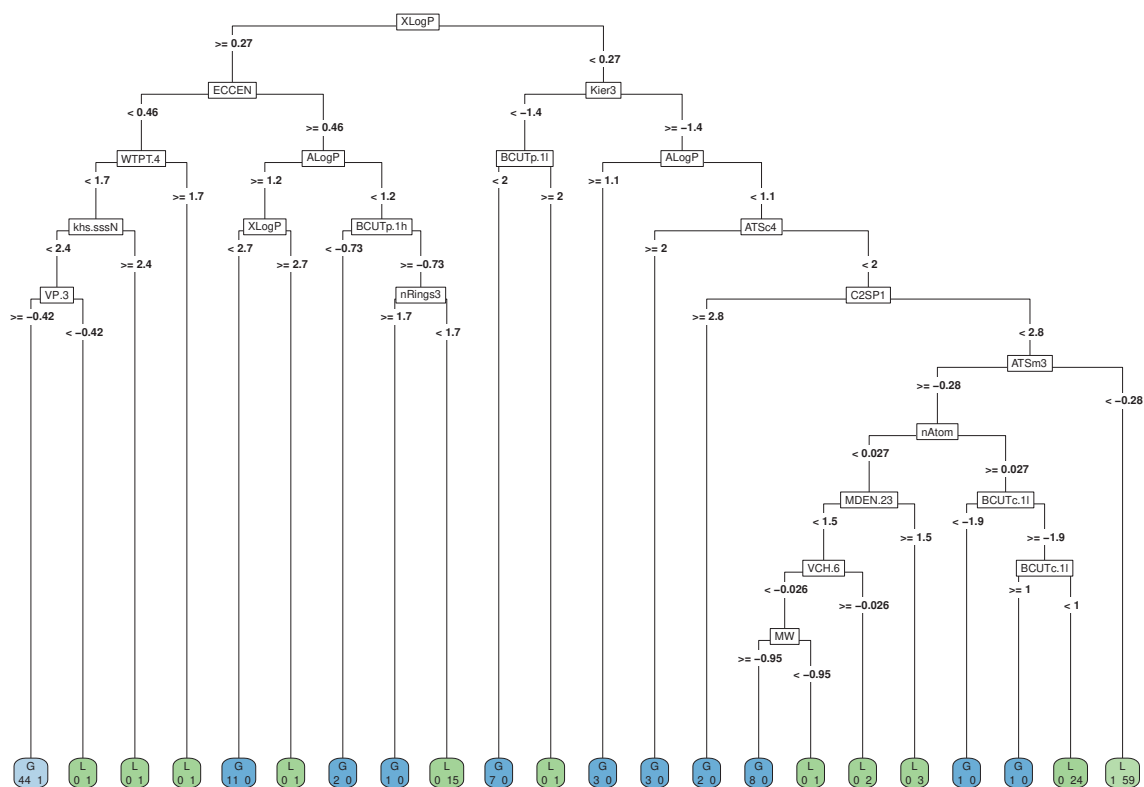 XLogP
>= 0.27 < 0.27
ECCEN Kier3
< 0.46 >= 0.46 < −1.4 >= −1.4
WTPT.4 ALogP BCUTp.1l ALogP
< 1.7 >= 1.7 >= 1.2 < 1.2 < 2 >= 2 >= 1.1 < 1.1
khs.sssN XLogP BCUTp.1h ATSc4
< 2.4 >= 2.4 < 2.7 >= 2.7 < −0.73 >= −0.73 >= 2 < 2
VP.3 nRings3 C2SP1
>= −0.42 < −0.42 >= 1.7 < 1.7 >= 2.8 < 2.8
ATSm3
>= −0.28 < −0.28
nAtom
< 0.027 >= 0.027
MDEN.23 BCUTc.1l
< 1.5 >= 1.5 < −1.9 >= −1.9
VCH.6 BCUTc.1l
< −0.026 >= −0.026 >= 1 < 1
MW
>= −0.95 < −0.95
G L L L G L G G L G L G G G G L L L G G L L
44 1 0 1 0 1 0 1 11 0 0 1 2 0 1 0 0 15 7 0 0 1 3 0 3 0 2 0 8 0 0 1 0 2 0 3 1 0 1 0 0 24 1 59